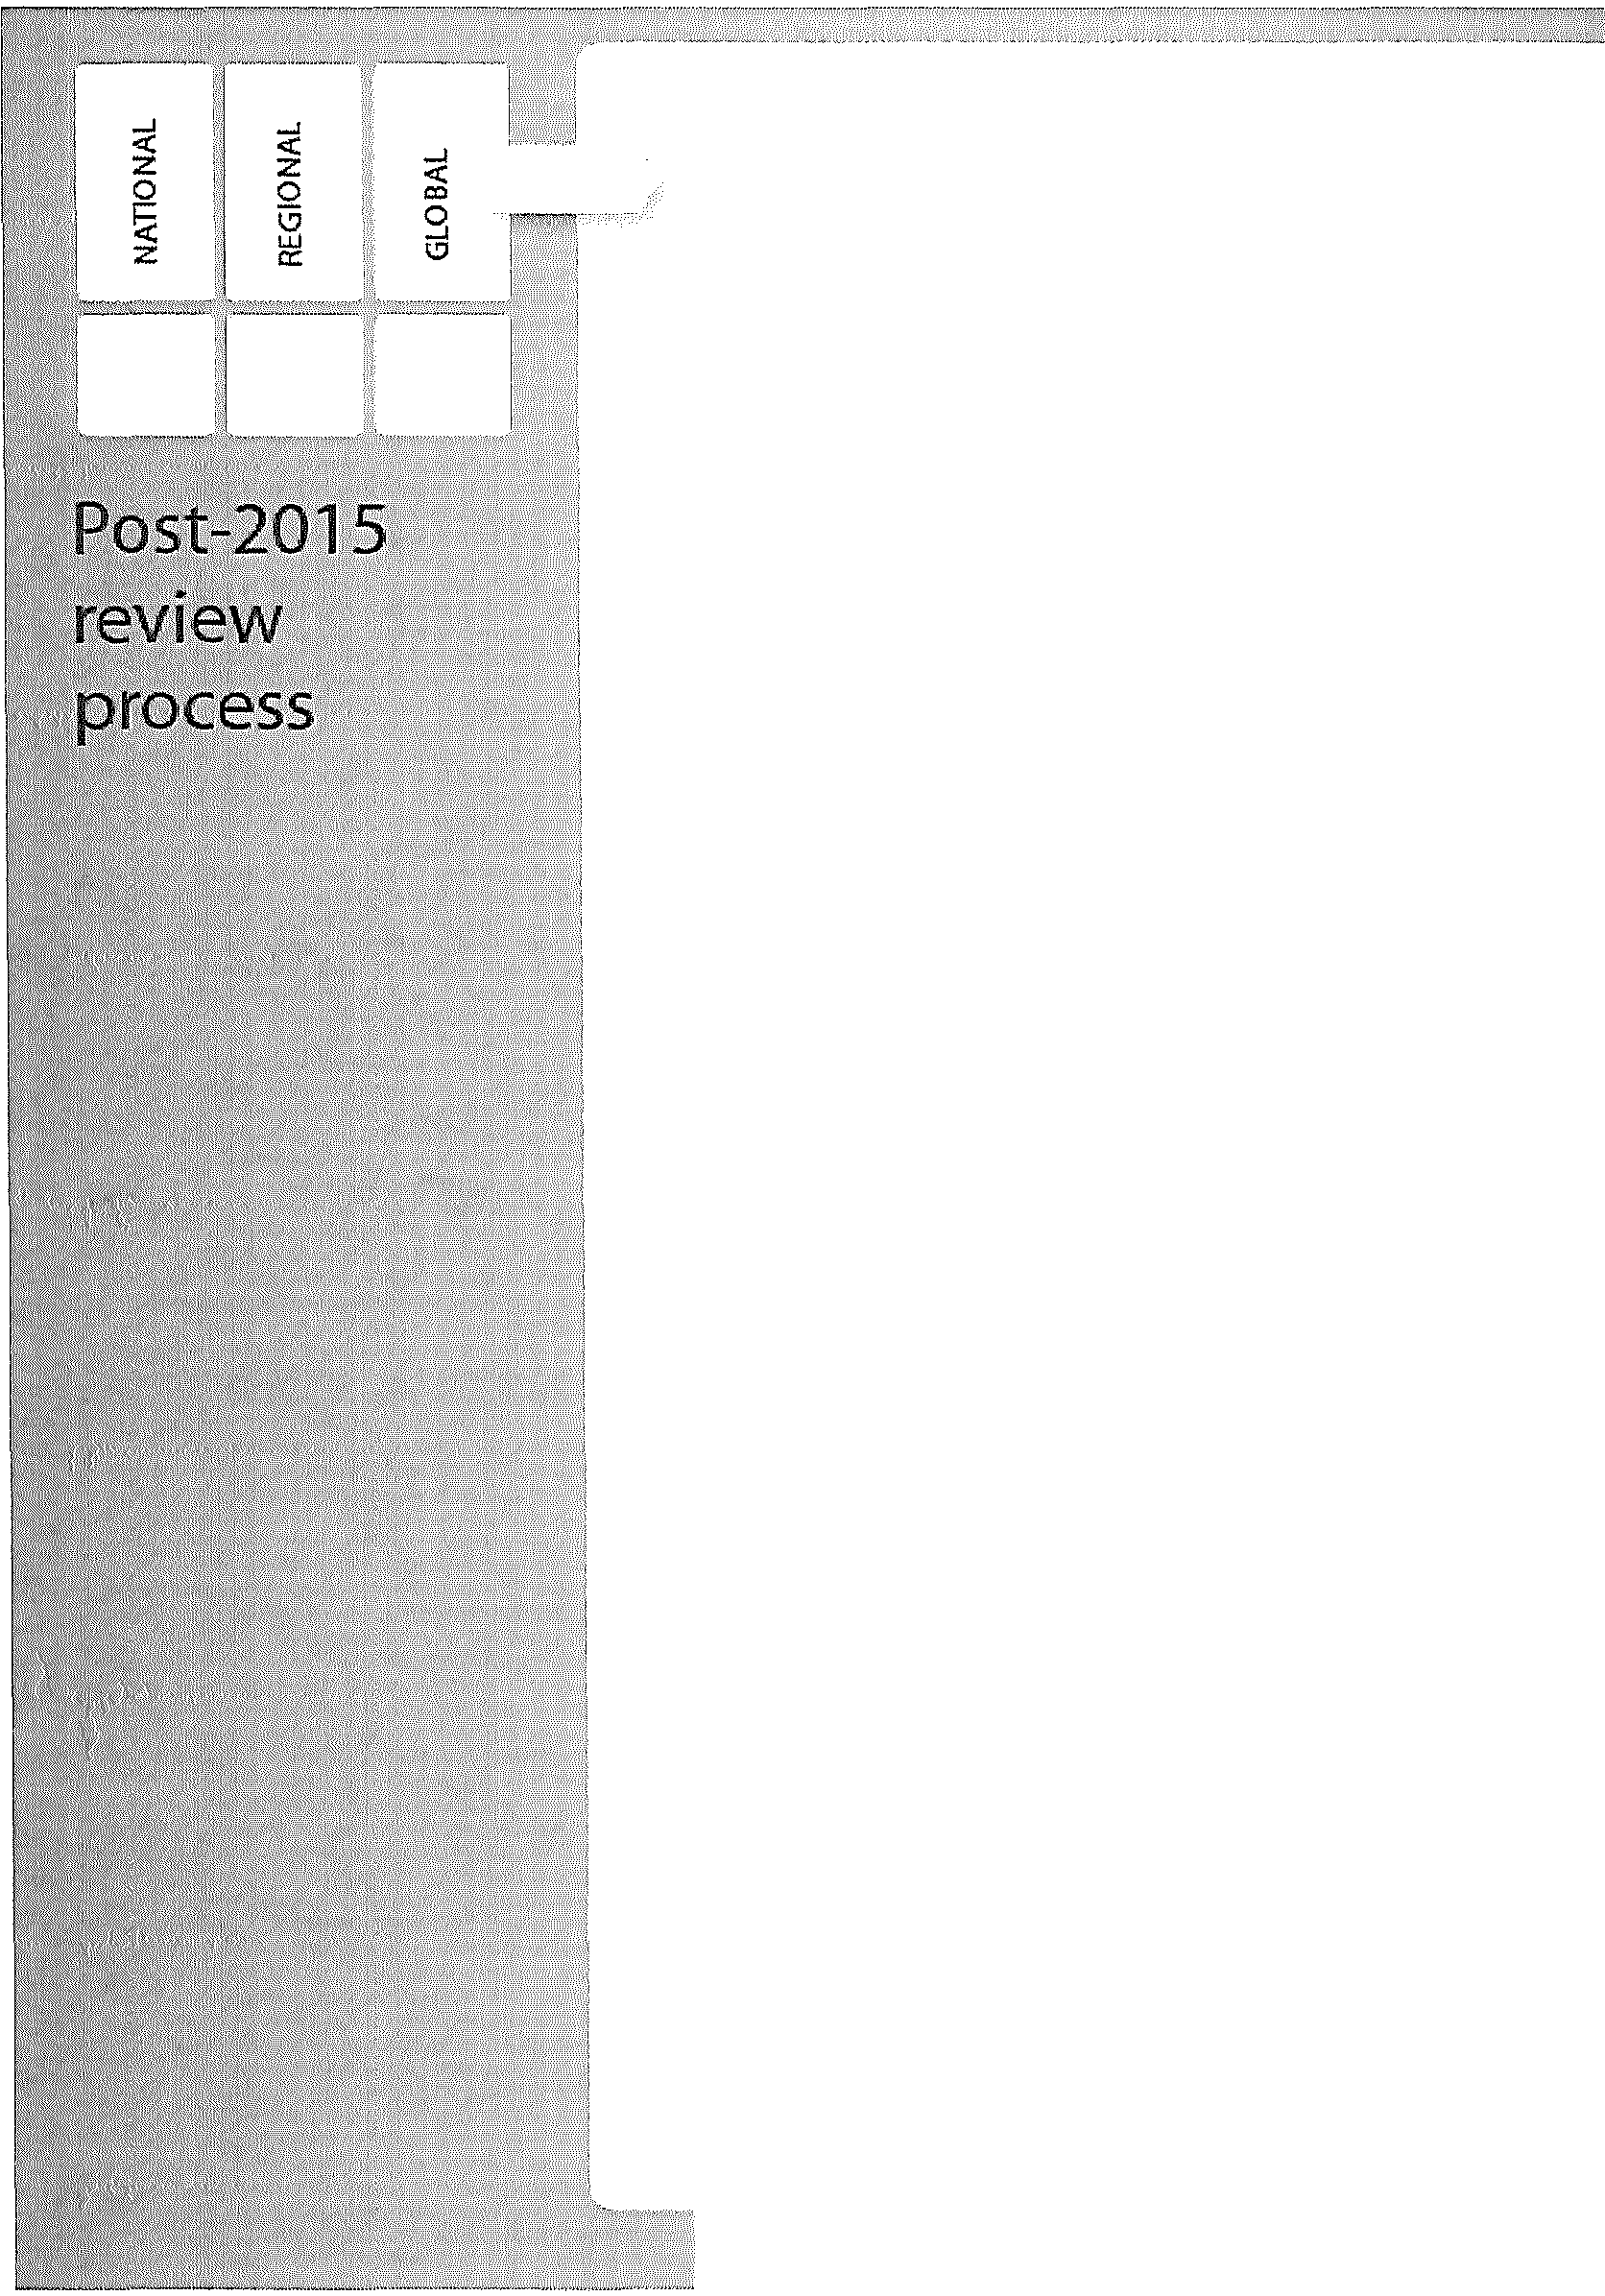 NATIONAL
REGIONAL
GLOBAL
Post-2015
review
process